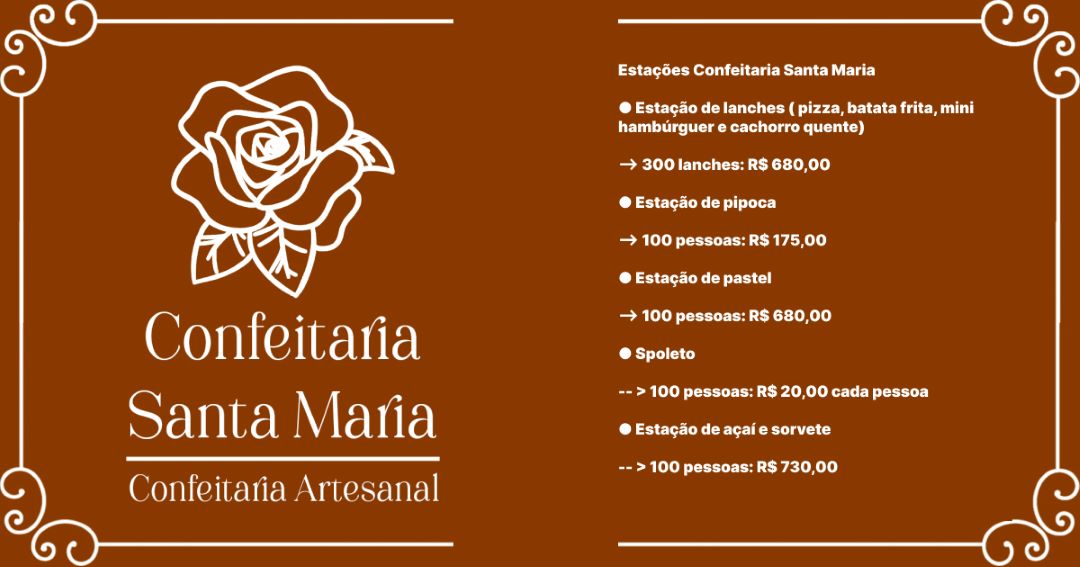 Confeitaria
Santa Maria
Confeitaria Artesanal
Estações Confeitaria Santa Maria
● Estação de lanches ( pizza, batata frita, mini
hambúrguer e cachorro quente)
--> 300 lanches: R$ 680,00
● Estação de pipoca
--> 100 pessoas: R$ 175,00
● Estação de pastel
--> 100 pessoas: R$ 680,00
● Spoleto
-- > 100 pessoas: R$ 20,00 cada pessoa
● Estação de açaí e sorvete
-- > 100 pessoas: R$ 730,00